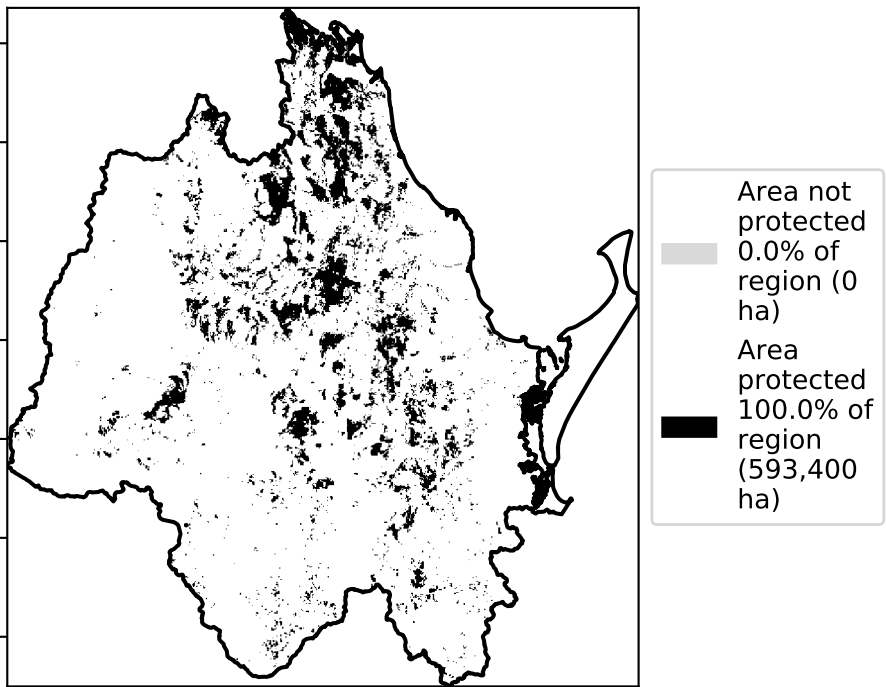 Area not
protected
0.0% of
region (0
ha)
Area
protected
100.0% of
region
(593,400
ha)